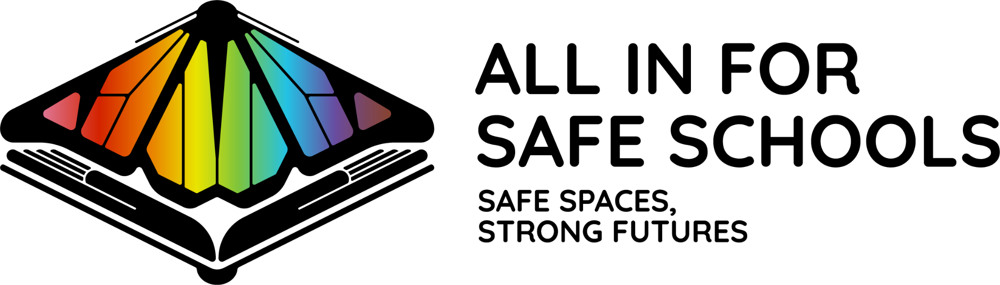 ALL IN FOR
SAFE SCHOOLS
SAFE SPACES,
STRONG FUTURES